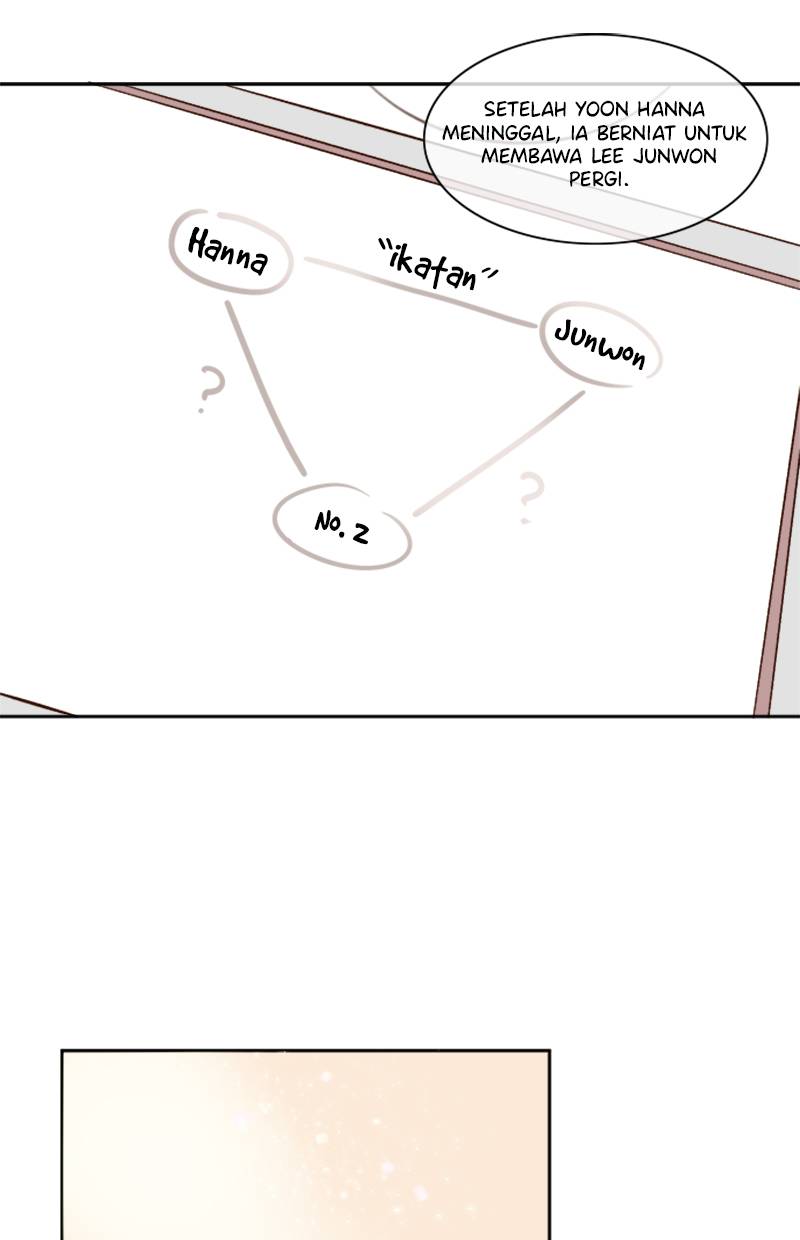 SETELAH YOON HANNA
MENINGGAL, IA BERNIAT UNTUK
MEMBAWA LEE JUNWON
PERGI.
Hanna
"ikatan"
Junwon
?
?
No. 2